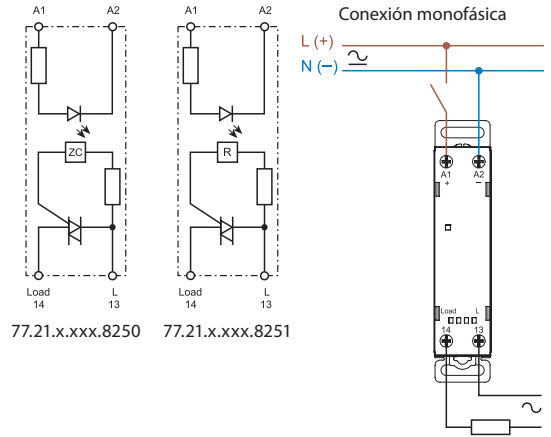 A1 A2
ZC
Load L
14 13
77.21.x.xxx.8250
A1 A2
R
Load L
14 13
77.21.x.xxx.8251
Conexión monofásica
L (+)
N (−)
A1 A2
+ −
Load L
14 13